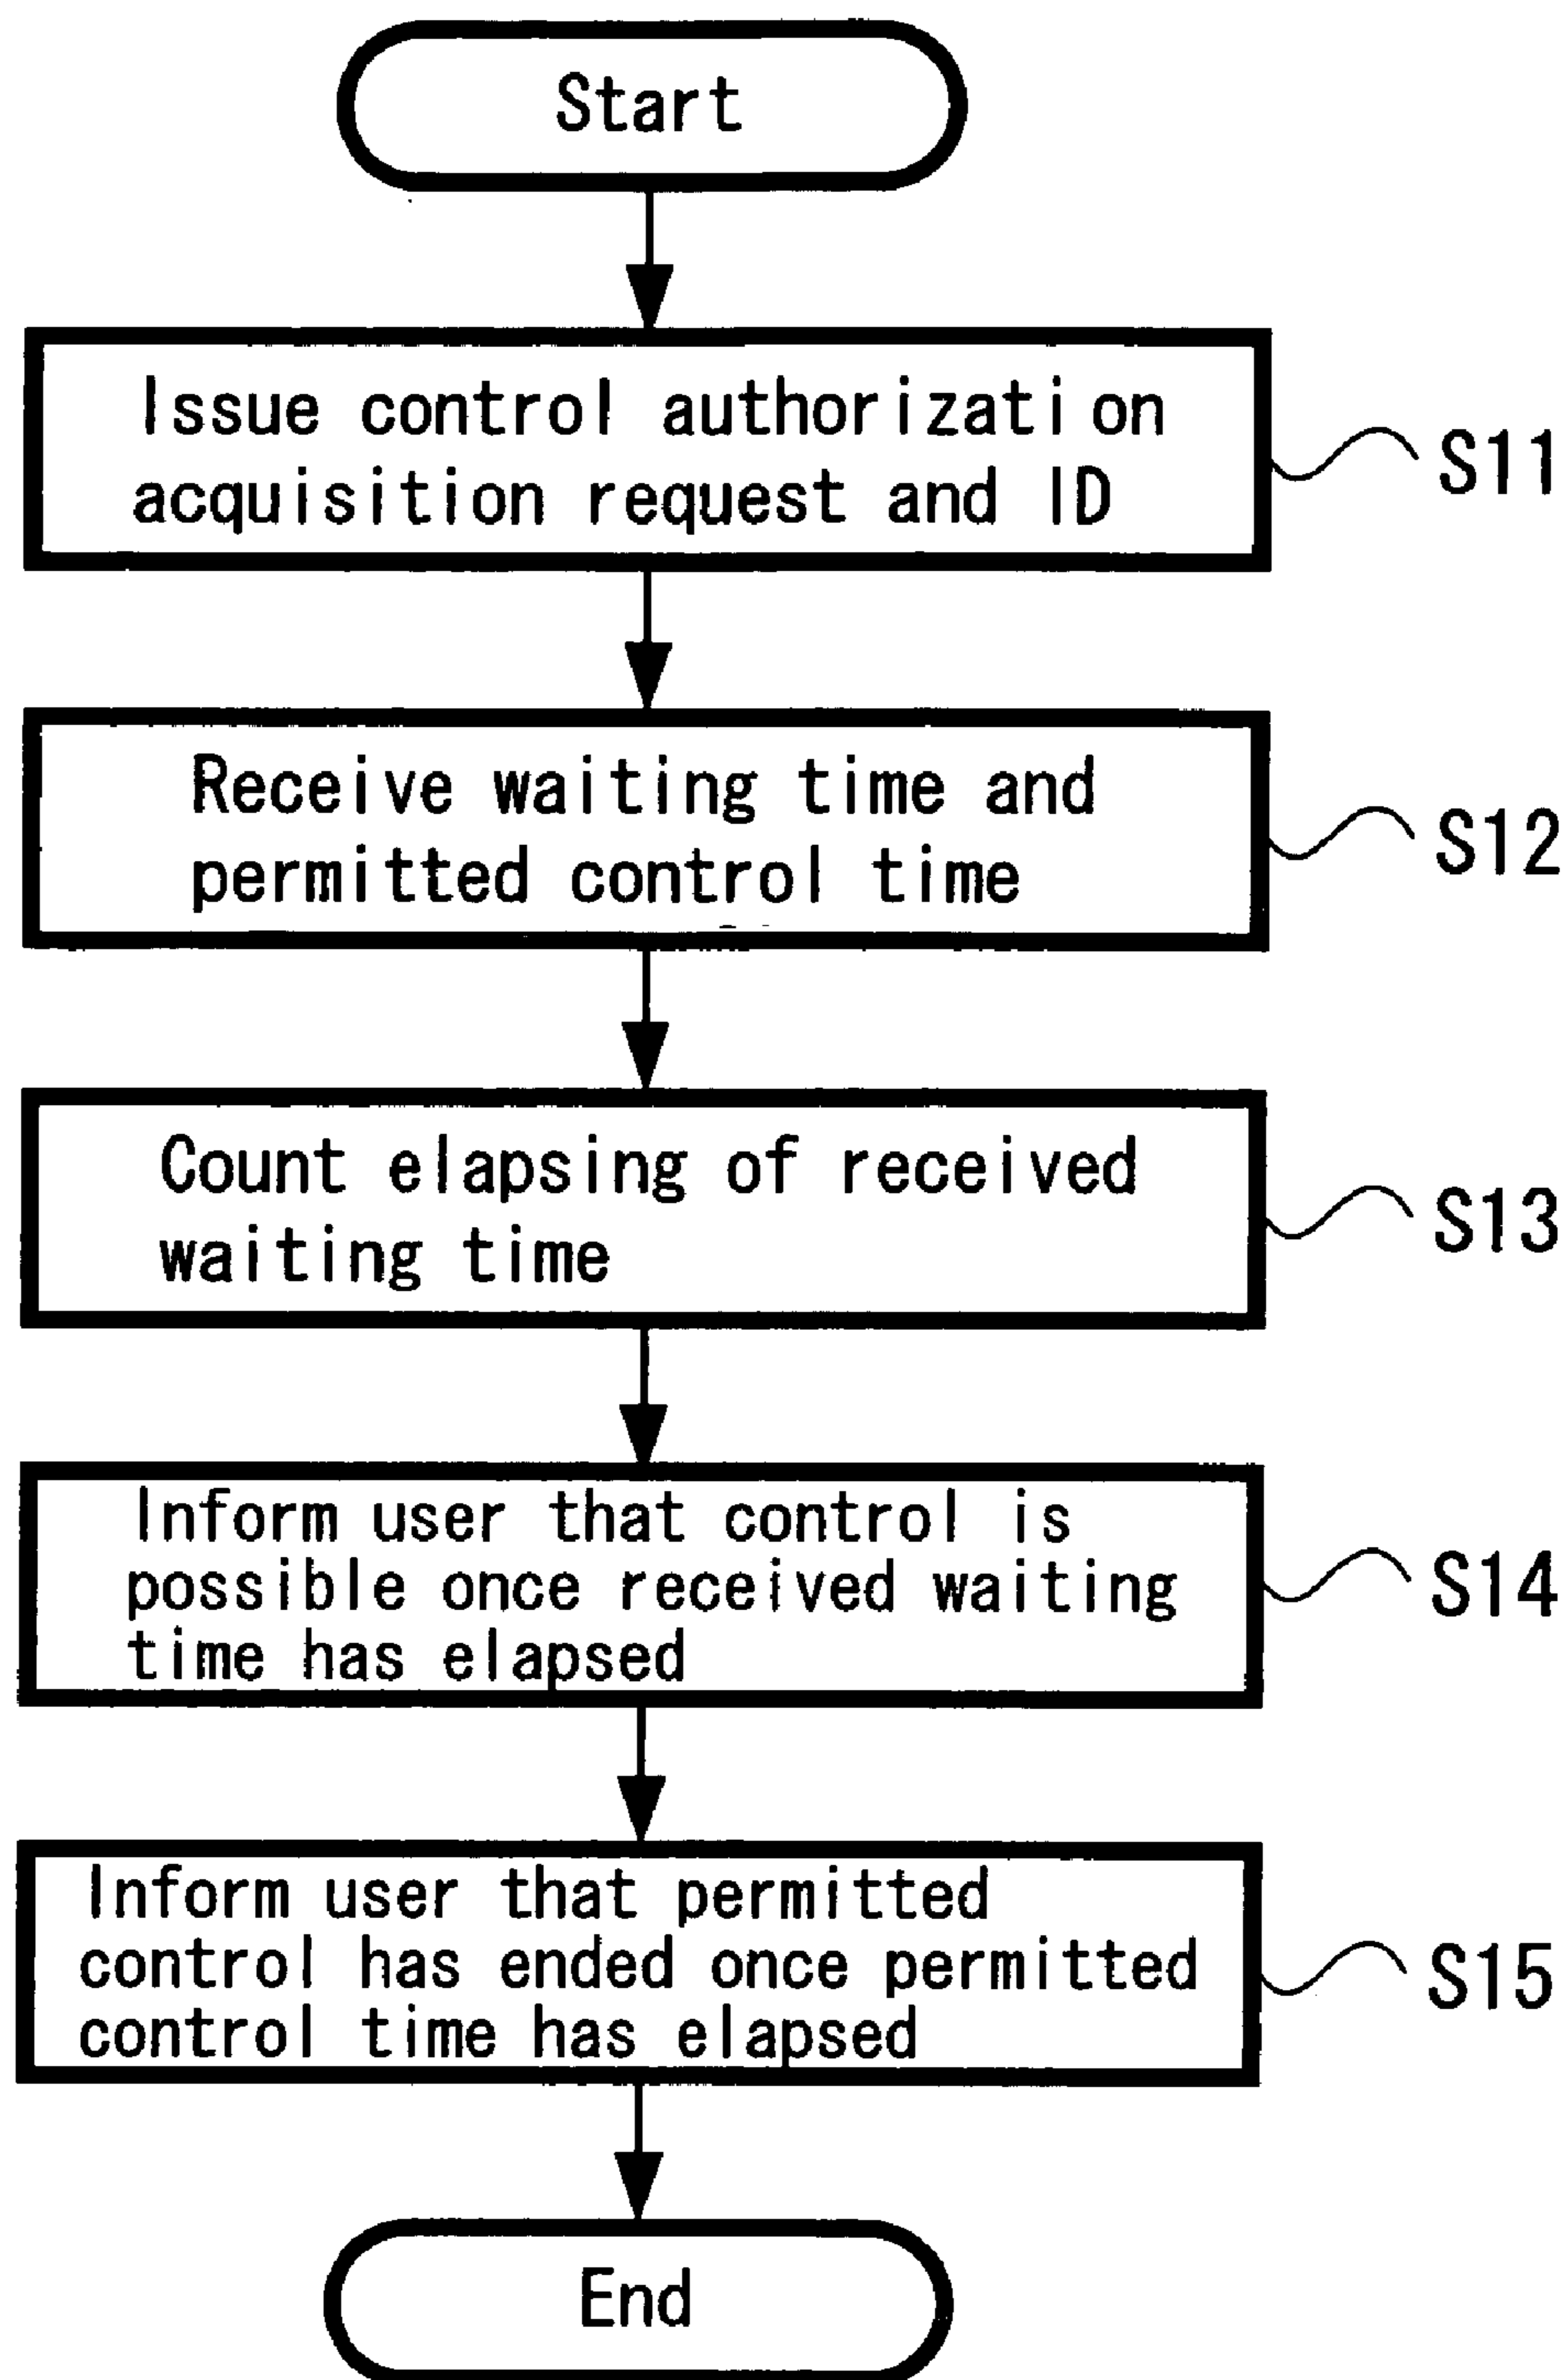 Start
Issue control authorization
acquisition request and ID
S11
Receive waiting time and
permitted control time
S12
Count elapsing of received
waiting time
S13
Inform user that control is
possible once received waiting
time has elapsed
S14
Inform user that permitted
control has ended once permitted
control time has elapsed
S15
End